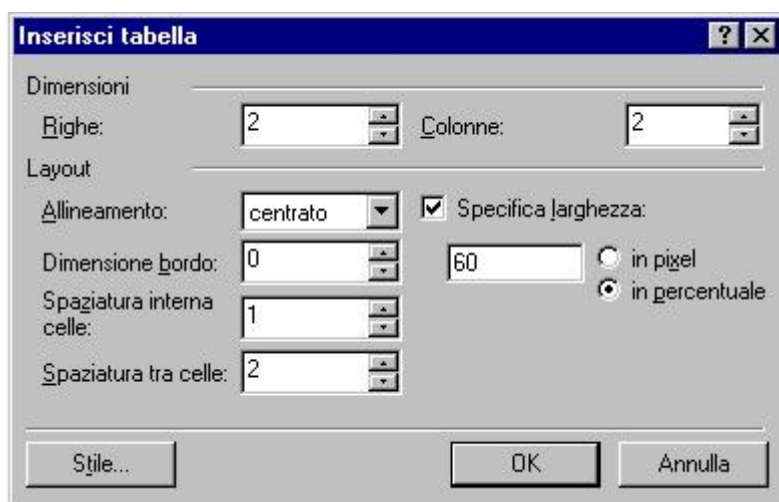 Inserisci tabella
Dimensioni
Righe: 2 Colonne: 2
Layout
Allineamento: centrato Specifica larghezza:
Dimensione bordo: 0 60 in pixel
in percentuale
Spaziatura interna
celle: 1
Spaziatura tra celle: 2
Stile... OK Annulla